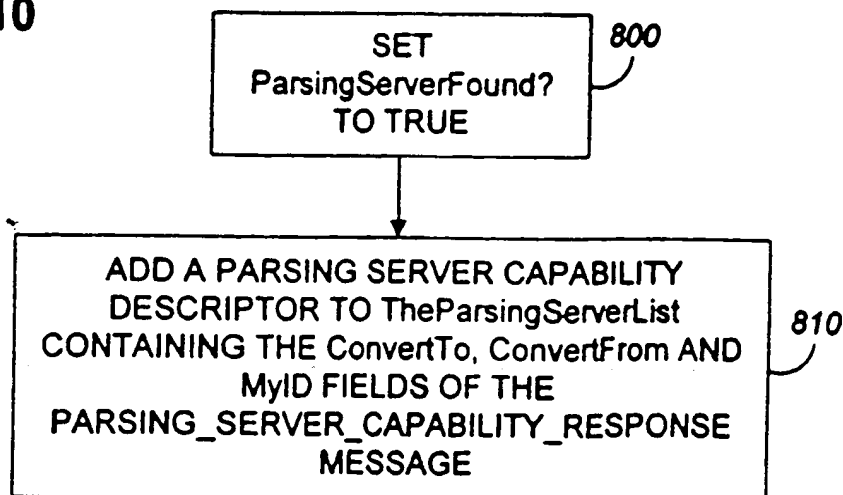 10
SET
ParsingServerFound?
TO TRUE
800
ADD A PARSING SERVER CAPABILITY
DESCRIPTOR TO TheParsingServerList
CONTAINING THE ConvertTo, ConvertFrom AND
MyID FIELDS OF THE
PARSING_SERVER_CAPABILITY_RESPONSE
MESSAGE
810